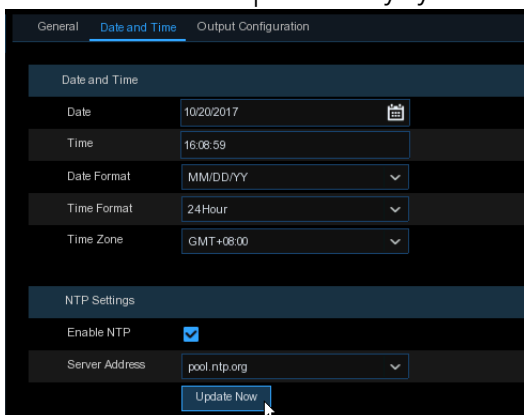 General Date and Time Output Configuration
Date and Time
Date 10/20/2017
Time 16:08:59
Date Format MM/DD/YY
Time Format 24Hour
Time Zone GMT+08:00
NTP Settings
Enable NTP
Server Address pool.ntp.org
Update Now